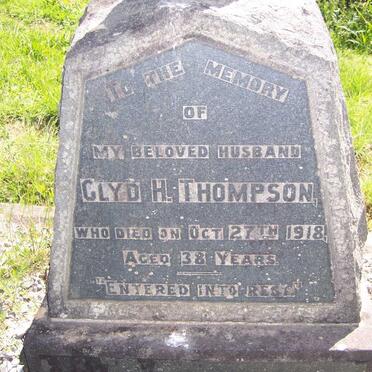 TO THE MEMORY
OF
MY BELOVED HUSBAND
CLYD H. THOMPSON,
WHO DIED ON OCT 27TH 1918,
AGED 38 YEARS
"ENTERED INTO REST"